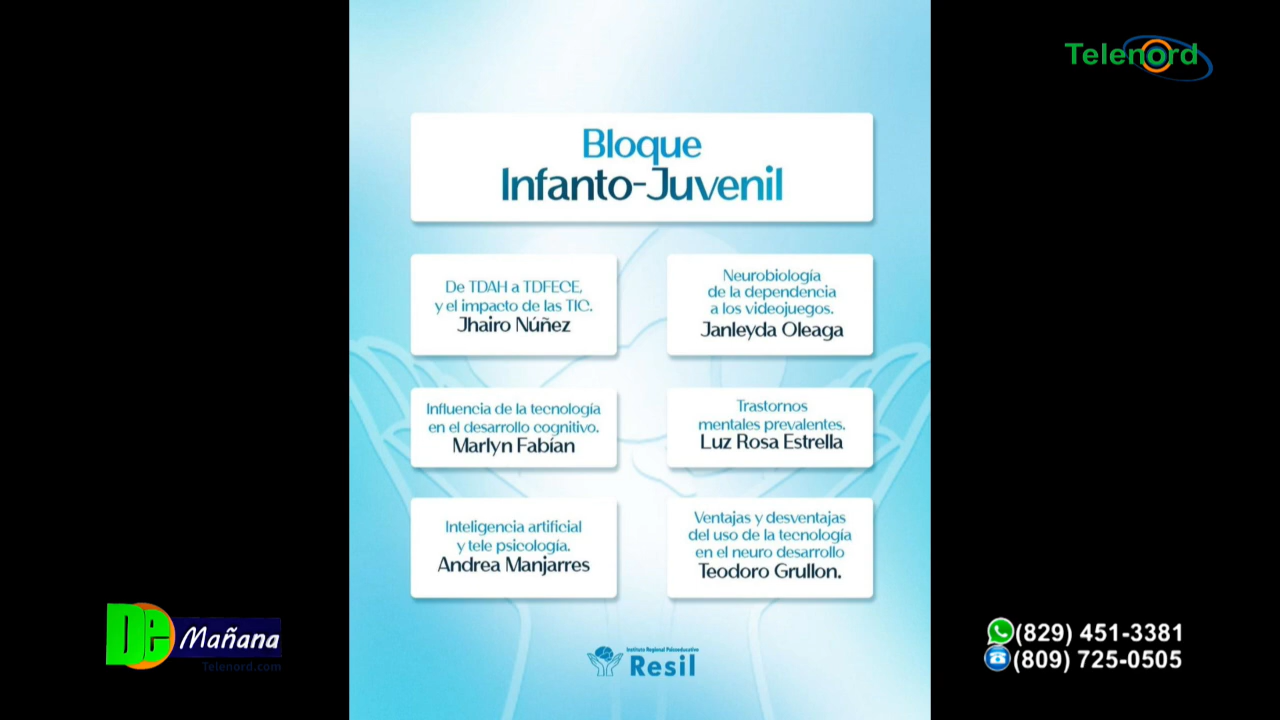 Telenord
Bloque
Infanto-Juvenil
De TDAH a TDFECE,
y el impacto de las TIC.
Jhairo Núñez
Neurobiología
de la dependencia
a los videojuegos.
Janleyda Oleaga
Influencia de la tecnología
en el desarrollo cognitivo.
Marlyn Fabían
Trastornos
mentales prevalentes.
Luz Rosa Estrella
Inteligencia artificial
y tele psicología.
Andrea Manjarres
Ventajas y desventajas
del uso de la tecnología
en el neuro desarrollo
Teodoro Grullon.
De Mañana
Telenord.com
Instituto Regional Psicoeducativo
Resil
(829) 451-3381
(809) 725-0505